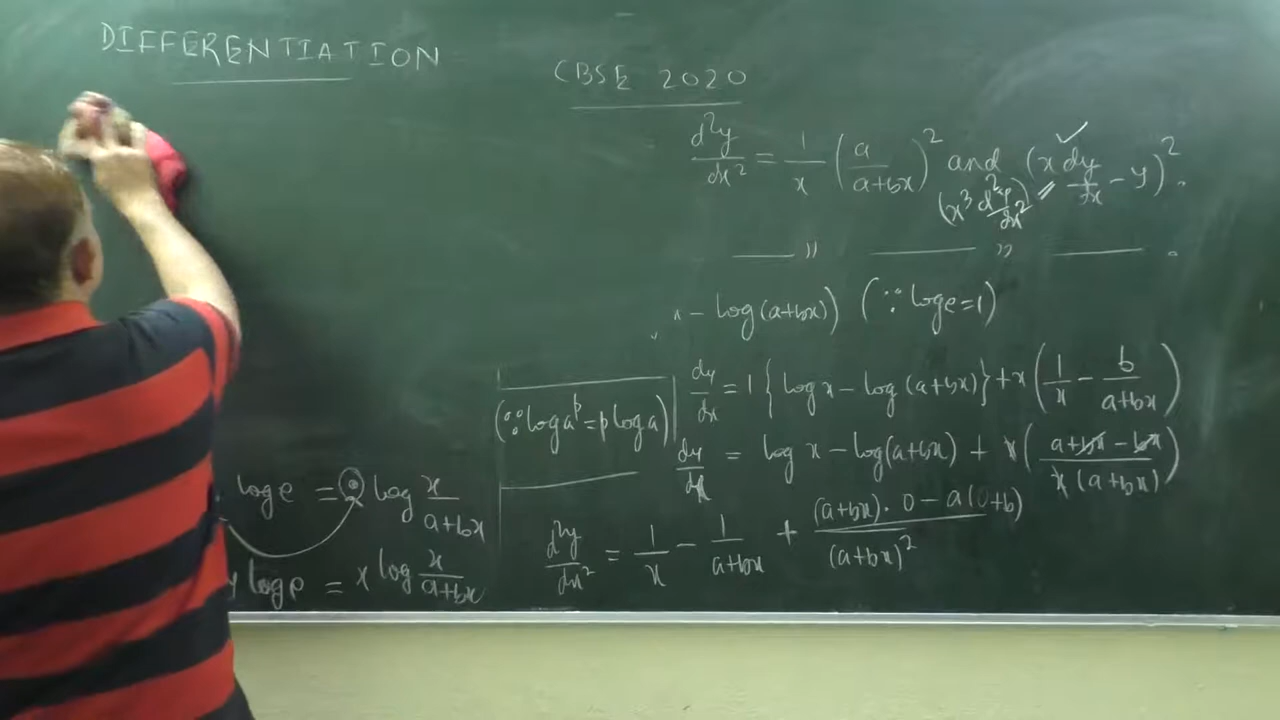 DIFFERENTIATION
CBSE 2020
d²y/dx² = 1/x (a/(a+bx))² and (x dy/dx - y)².
(x³ d²y/dx²)
—— " —— " —— .
x - log(a+bx)) (∵ log e = 1)
dy/dx = 1 {log x - log(a+bx)} + x (1/x - b/(a+bx))
(∵ log a^p = p log a)
dy/dx = log x - log(a+bx) + x ((a+bx-bx)/(x(a+bx)))
log e = log x/(a+bx)
d²y/dx² = 1/x - 1/(a+bx) + ((a+bx).0 - a(0+b))/(a+bx)²
y log e = x log x/(a+bx)